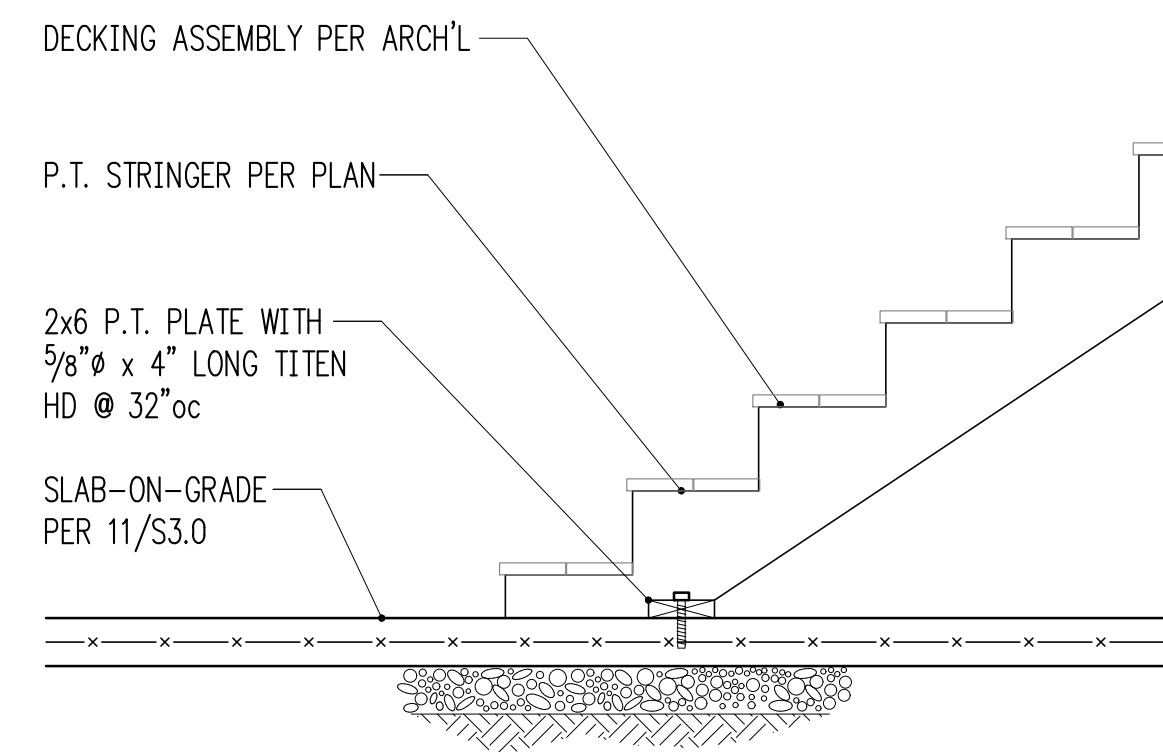 DECKING ASSEMBLY PER ARCH'L
P.T. STRINGER PER PLAN
2x6 P.T. PLATE WITH
5/8"ø x 4" LONG TITEN
HD @ 32"oc
SLAB-ON-GRADE
PER 11/S3.0